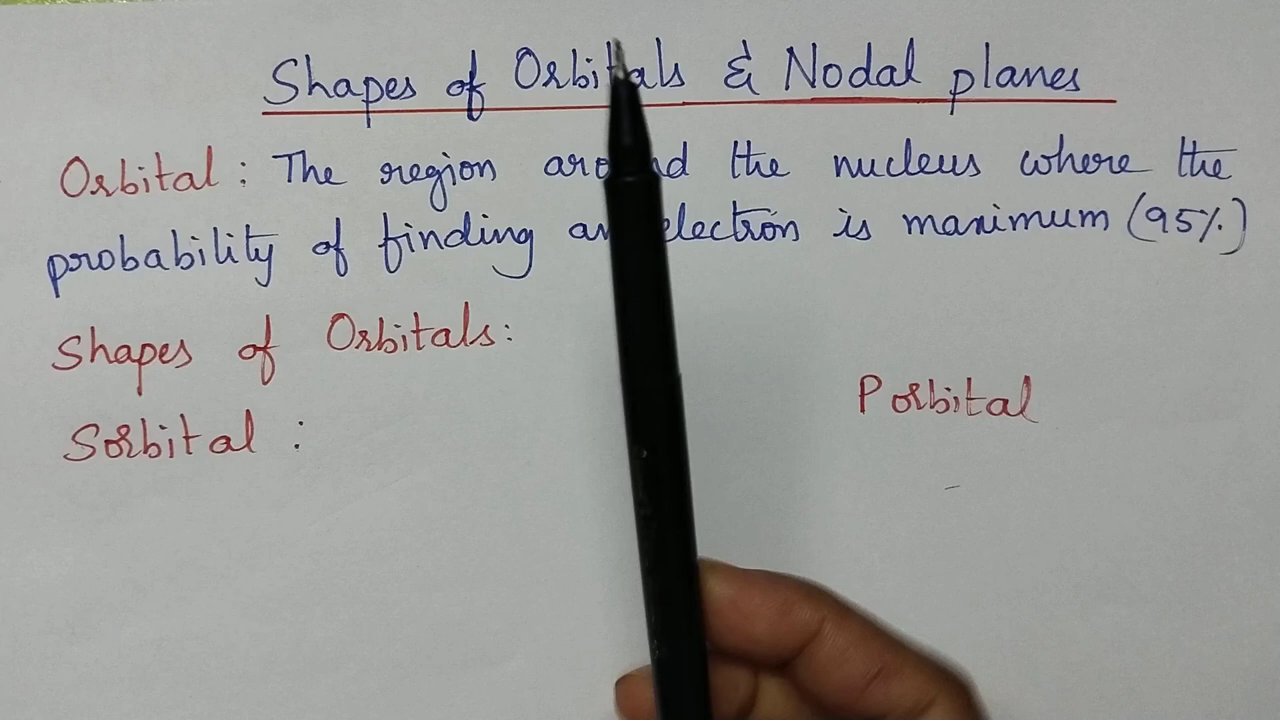 Shapes of Orbitals & Nodal planes
Orbital : The region around the nucleus where the
probability of finding an electron is maximum (95%)
Shapes of Orbitals:
S orbital :
P orbital